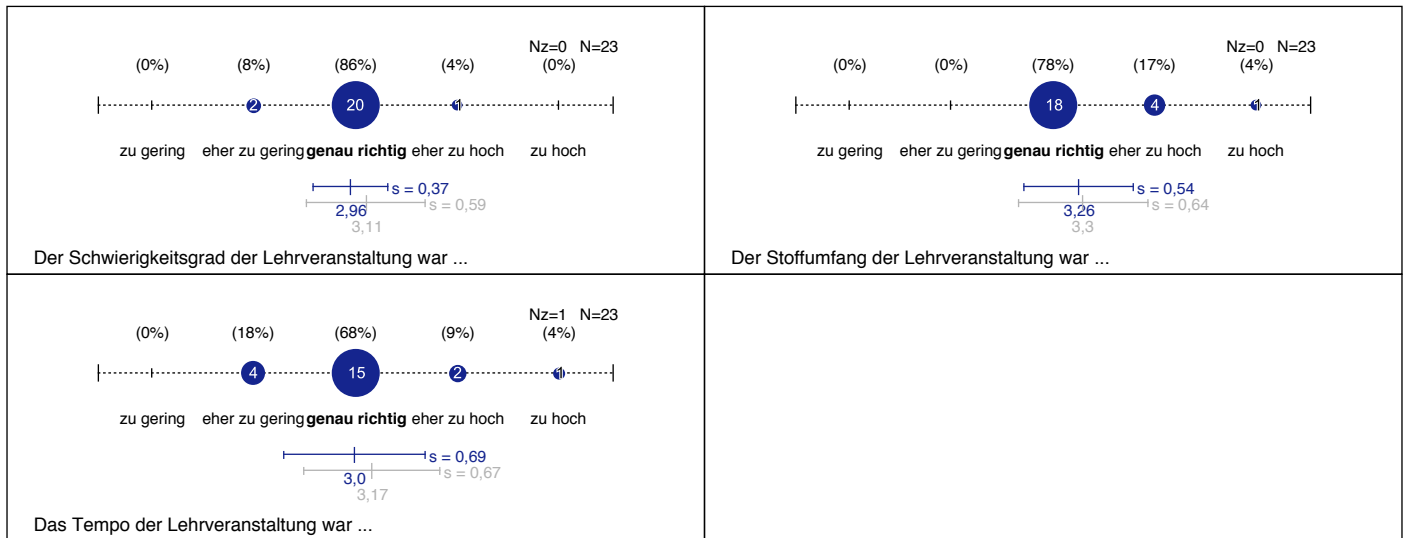 Nz=0 N=23
(0%) (8%) (86%) (4%) (0%)
2 20 1
zu gering eher zu gering genau richtig eher zu hoch zu hoch
s = 0,37
s = 0,59
2,96
3,11
Der Schwierigkeitsgrad der Lehrveranstaltung war ...
Nz=0 N=23
(0%) (0%) (78%) (17%) (4%)
18 4 1
zu gering eher zu gering genau richtig eher zu hoch zu hoch
s = 0,54
s = 0,64
3,26
3,3
Der Stoffumfang der Lehrveranstaltung war ...
Nz=1 N=23
(0%) (18%) (68%) (9%) (4%)
4 15 2 1
zu gering eher zu gering genau richtig eher zu hoch zu hoch
s = 0,69
s = 0,67
3,0
3,17
Das Tempo der Lehrveranstaltung war ...